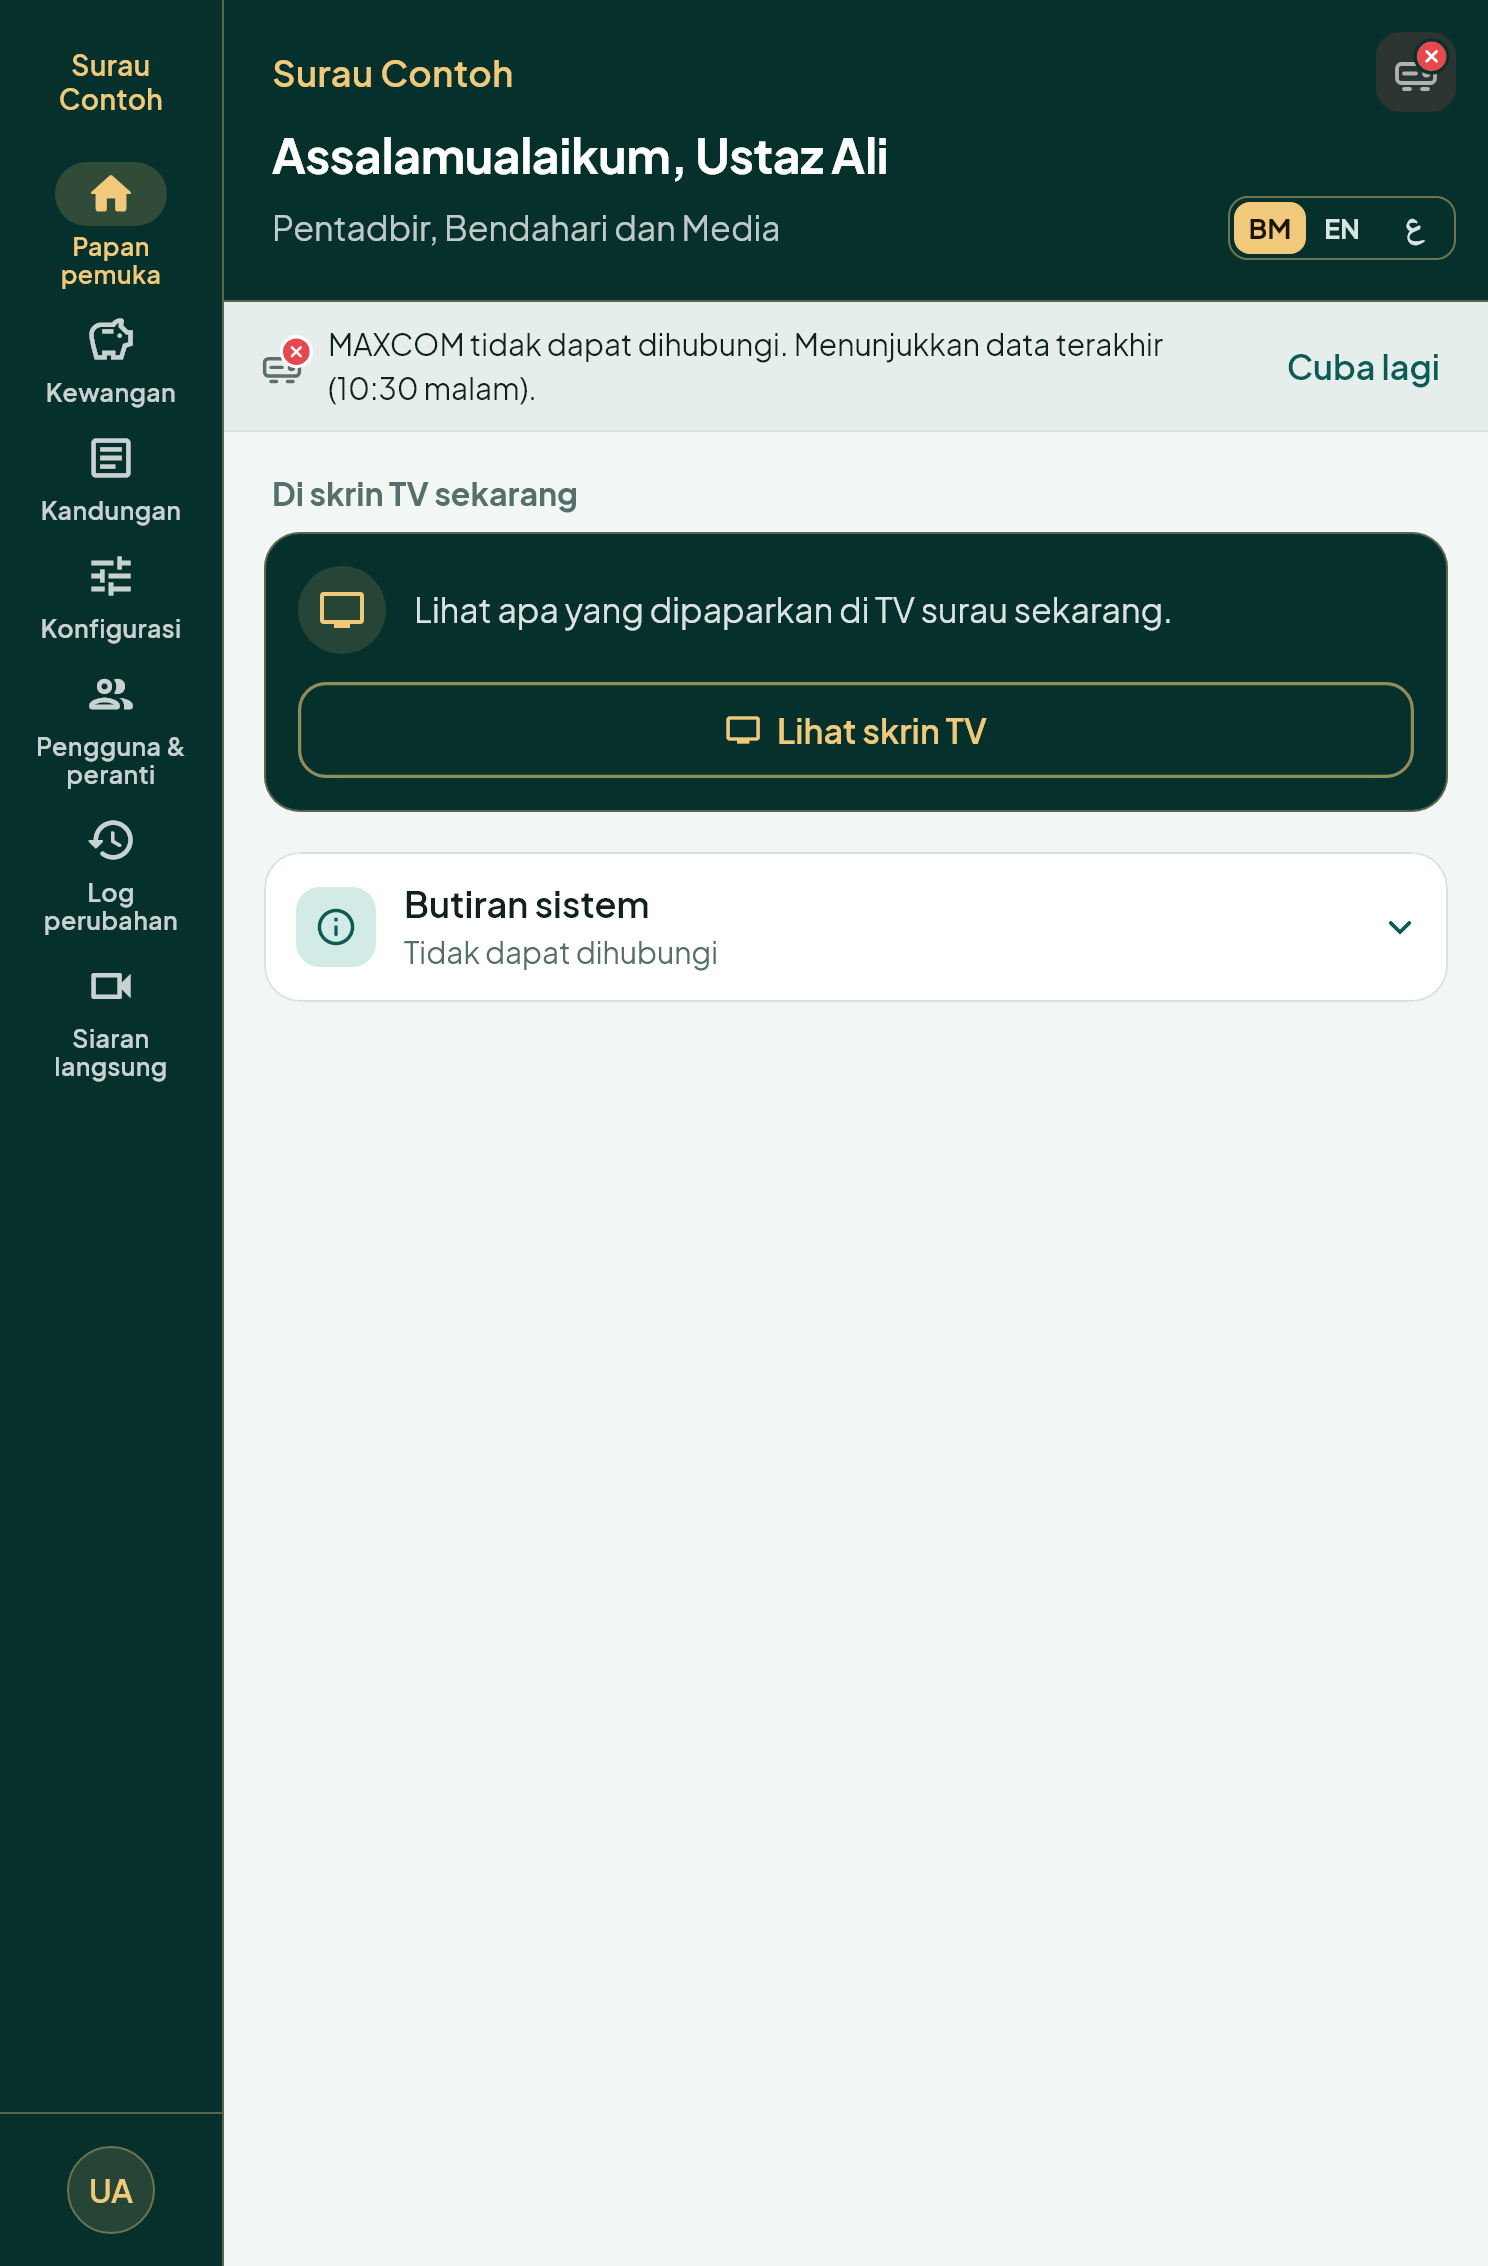 Surau
Contoh
Papan
pemuka
Kewangan
Kandungan
Konfigurasi
Pengguna &
peranti
Log
perubahan
Siaran
langsung
UA
Surau Contoh
Assalamualaikum, Ustaz Ali
Pentadbir, Bendahari dan Media
BM EN ع
MAXCOM tidak dapat dihubungi. Menunjukkan data terakhir
(10:30 malam).
Cuba lagi
Di skrin TV sekarang
Lihat apa yang dipaparkan di TV surau sekarang.
Lihat skrin TV
Butiran sistem
Tidak dapat dihubungi